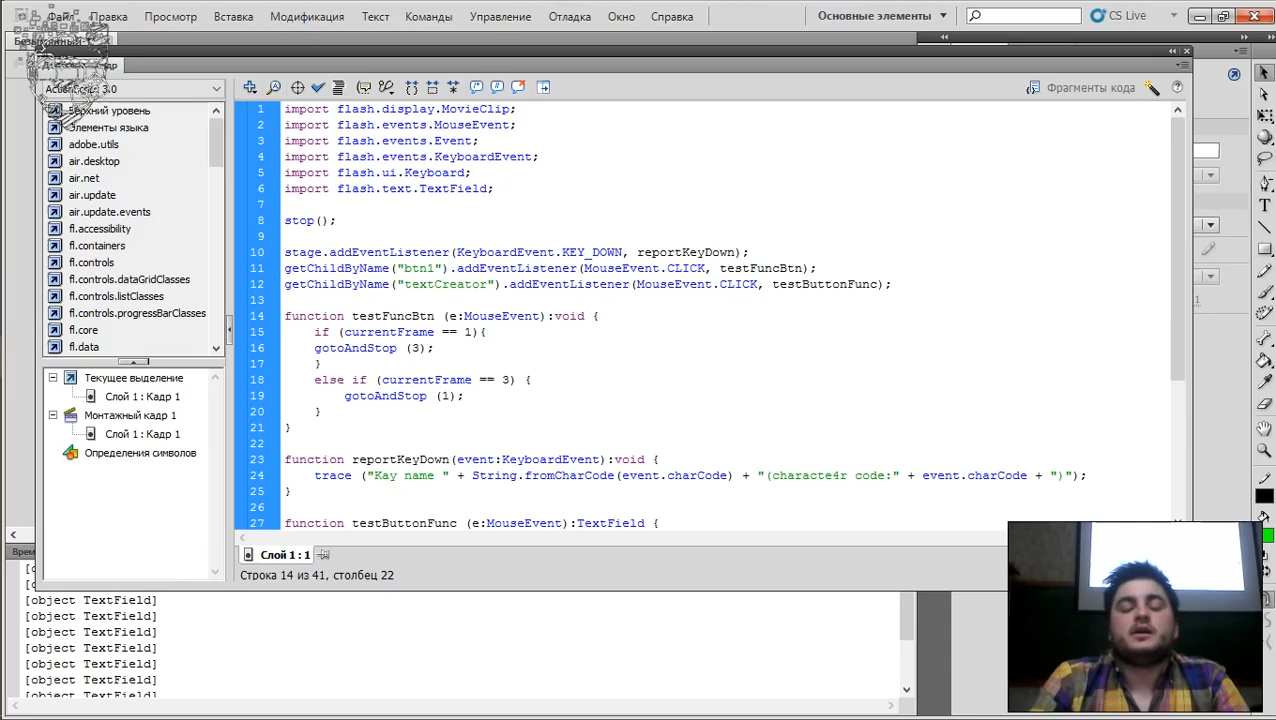 Файл Правка Просмотр Вставка Модификация Текст Команды Управление Отладка Окно Справка Основные элементы CS Live
ActionScript 3.0 Фрагменты кода
Верхний уровень
Элементы языка
adobe.utils
air.desktop
air.net
air.update
air.update.events
fl.accessibility
fl.containers
fl.controls
fl.controls.dataGridClasses
fl.controls.listClasses
fl.controls.progressBarClasses
fl.core
fl.data
Текущее выделение
Слой 1 : Кадр 1
Монтажный кадр 1
Слой 1 : Кадр 1
Определения символов
1 import flash.display.MovieClip;
2 import flash.events.MouseEvent;
3 import flash.events.Event;
4 import flash.events.KeyboardEvent;
5 import flash.ui.Keyboard;
6 import flash.text.TextField;
7
8 stop();
9
10 stage.addEventListener(KeyboardEvent.KEY_DOWN, reportKeyDown);
11 getChildByName("btn1").addEventListener(MouseEvent.CLICK, testFuncBtn);
12 getChildByName("textCreator").addEventListener(MouseEvent.CLICK, testButtonFunc);
13
14 function testFuncBtn (e:MouseEvent):void {
15 if (currentFrame == 1){
16 gotoAndStop (3);
17 }
18 else if (currentFrame == 3) {
19 gotoAndStop (1);
20 }
21 }
22
23 function reportKeyDown(event:KeyboardEvent):void {
24 trace ("Kay name " + String.fromCharCode(event.charCode) + "(characte4r code:" + event.charCode + ")");
25 }
26
27 function testButtonFunc (e:MouseEvent):TextField {
Слой 1 : 1
Строка 14 из 41, столбец 22
[object TextField]
[object TextField]
[object TextField]
[object TextField]
[object TextField]
[object TextField]